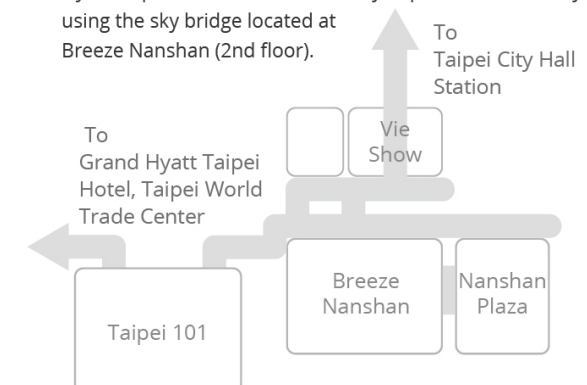 using the sky bridge located at
Breeze Nanshan (2nd floor).
To
Taipei City Hall
Station
Vie
Show
To
Grand Hyatt Taipei
Hotel, Taipei World
Trade Center
Breeze
Nanshan
Nanshan
Plaza
Taipei 101